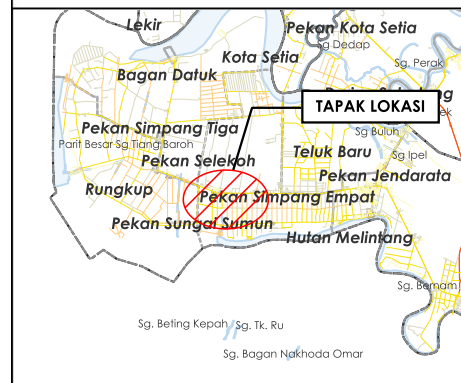 Lekir
Pekan Kota Setia
Sg Dedap
Kota Setia
Sg. Perak
Bagan Datuk
TAPAK LOKASI
Pekan Simpang Tiga
Sg Buluh
Parit Besar Sg Tiang Baroh
Teluk Baru
Sg Ipel
Pekan Selekoh
Pekan Jendarata
Rungkup
Pekan Simpang Empat
Pekan Sungai Sumun
Hutan Melintang
Sg. Bernam
Sg. Beting Kepah
Sg. Tk. Ru
Sg. Bagan Nakhoda Omar